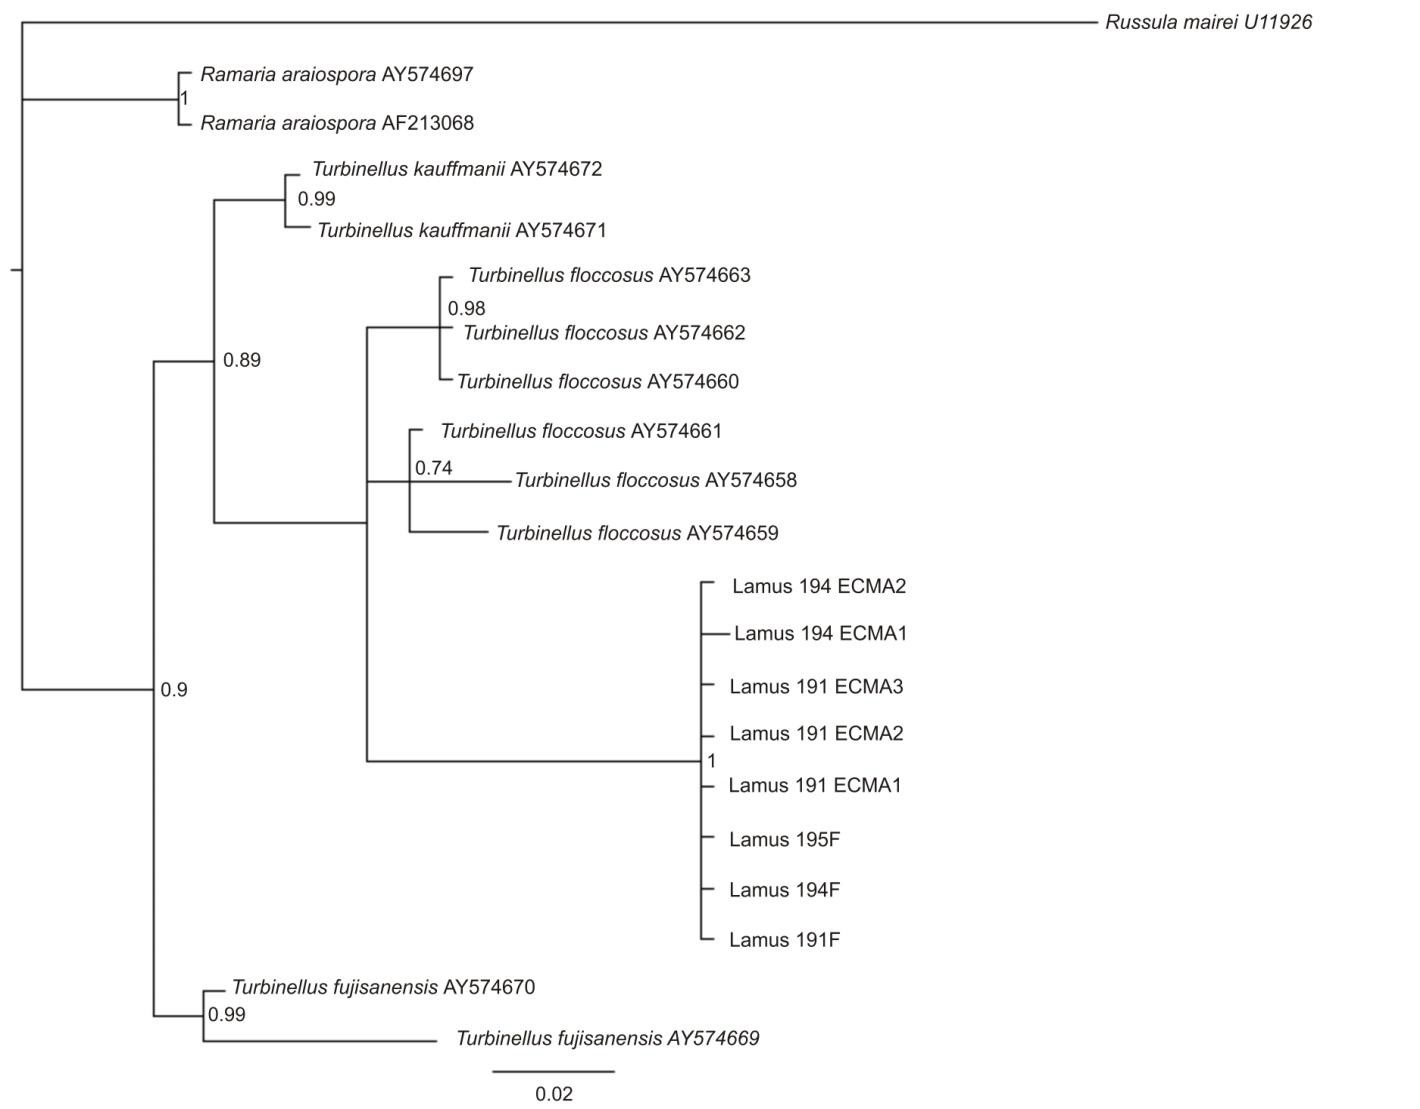 Russula mairei U11926
Ramaria araiospora AY574697
1
Ramaria araiospora AF213068
Turbinellus kauffmanii AY574672
0.99
Turbinellus kauffmanii AY574671
Turbinellus floccosus AY574663
0.98
Turbinellus floccosus AY574662
0.89
Turbinellus floccosus AY574660
Turbinellus floccosus AY574661
0.74
Turbinellus floccosus AY574658
Turbinellus floccosus AY574659
Lamus 194 ECMA2
Lamus 194 ECMA1
Lamus 191 ECMA3
0.9
Lamus 191 ECMA2
1
Lamus 191 ECMA1
Lamus 195F
Lamus 194F
Lamus 191F
Turbinellus fujisanensis AY574670
0.99
Turbinellus fujisanensis AY574669
0.02